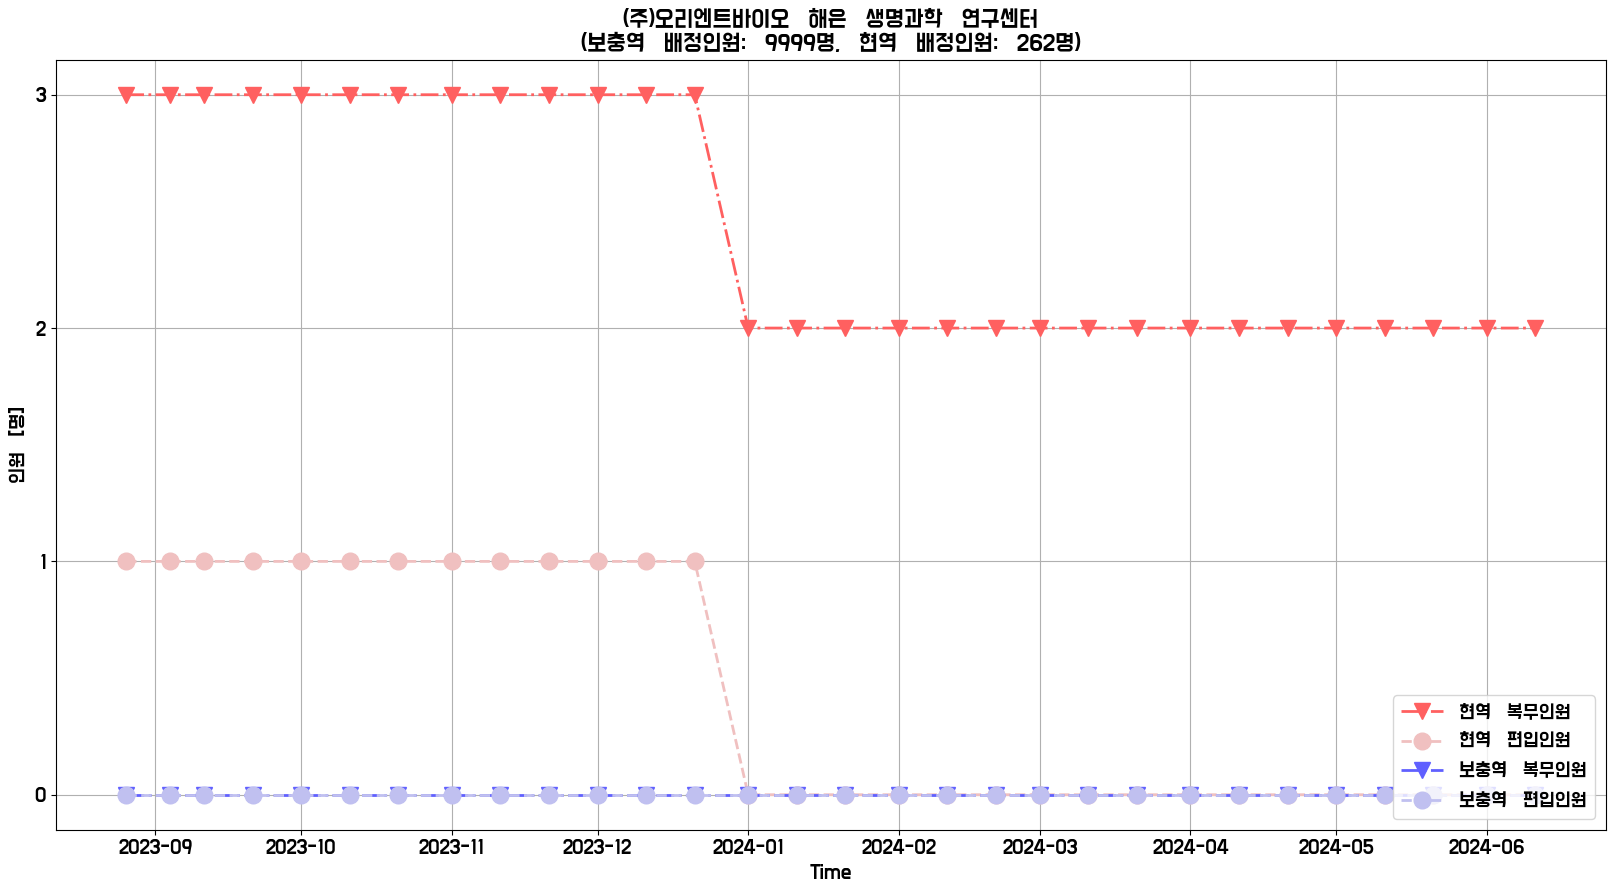 (주)오리엔트바이오 해은 생명과학 연구센터
(보충역 배정인원: 9999명, 현역 배정인원: 262명)
3
2
1
0
인원 [명]
2023-09 2023-10 2023-11 2023-12 2024-01 2024-02 2024-03 2024-04 2024-05 2024-06
Time
현역 복무인원
현역 편입인원
보충역 복무인원
보충역 편입인원